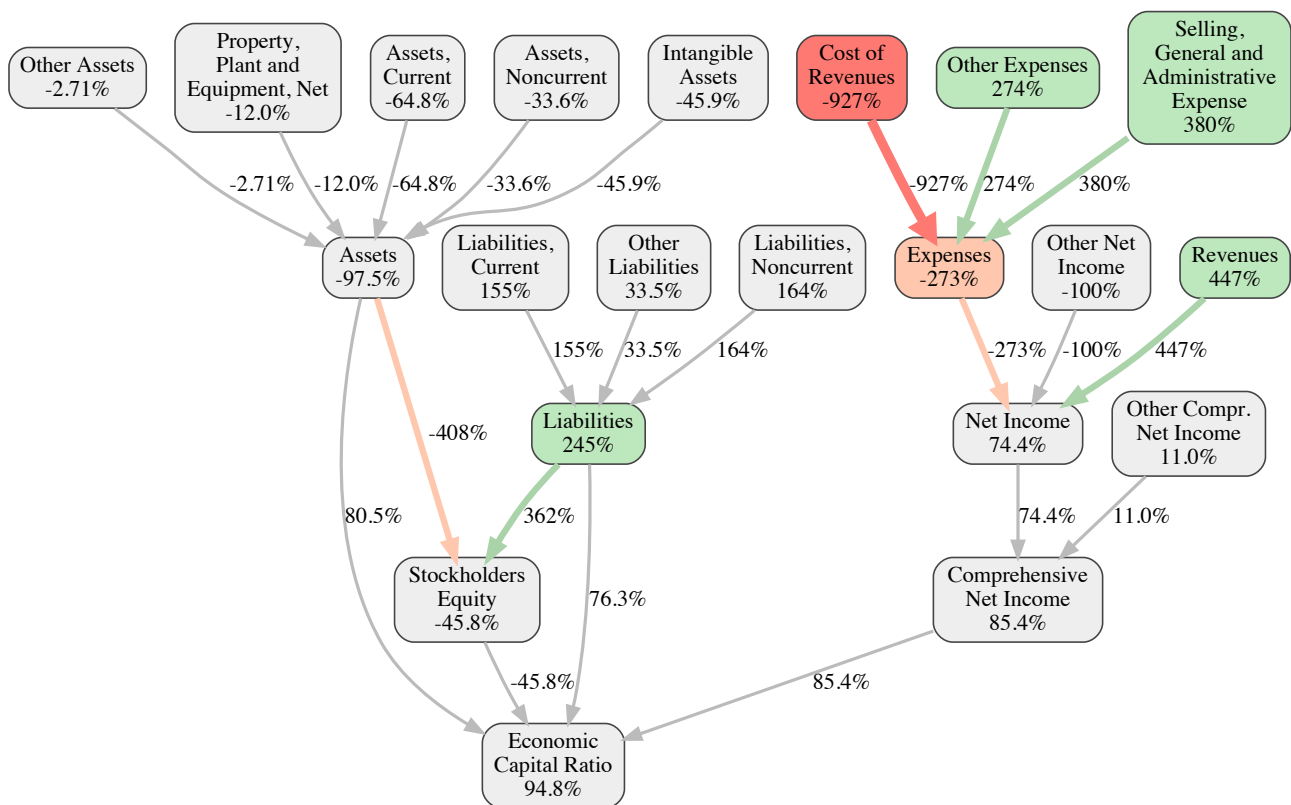 Other Assets
-2.71%
Property,
Plant and
Equipment, Net
-12.0%
Assets,
Current
-64.8%
Assets,
Noncurrent
-33.6%
Intangible
Assets
-45.9%
Cost of
Revenues
-927%
Other Expenses
274%
Selling,
General and
Administrative
Expense
380%
-2.71%
-12.0%
-64.8%
-33.6%
-45.9%
-927%
274%
380%
Assets
-97.5%
Liabilities,
Current
155%
Other
Liabilities
33.5%
Liabilities,
Noncurrent
164%
Expenses
-273%
Other Net
Income
-100%
Revenues
447%
155%
33.5%
164%
-273%
-100%
447%
-408%
Liabilities
245%
Net Income
74.4%
Other Compr.
Net Income
11.0%
80.5%
362%
76.3%
74.4%
11.0%
Stockholders
Equity
-45.8%
Comprehensive
Net Income
85.4%
-45.8%
85.4%
Economic
Capital Ratio
94.8%